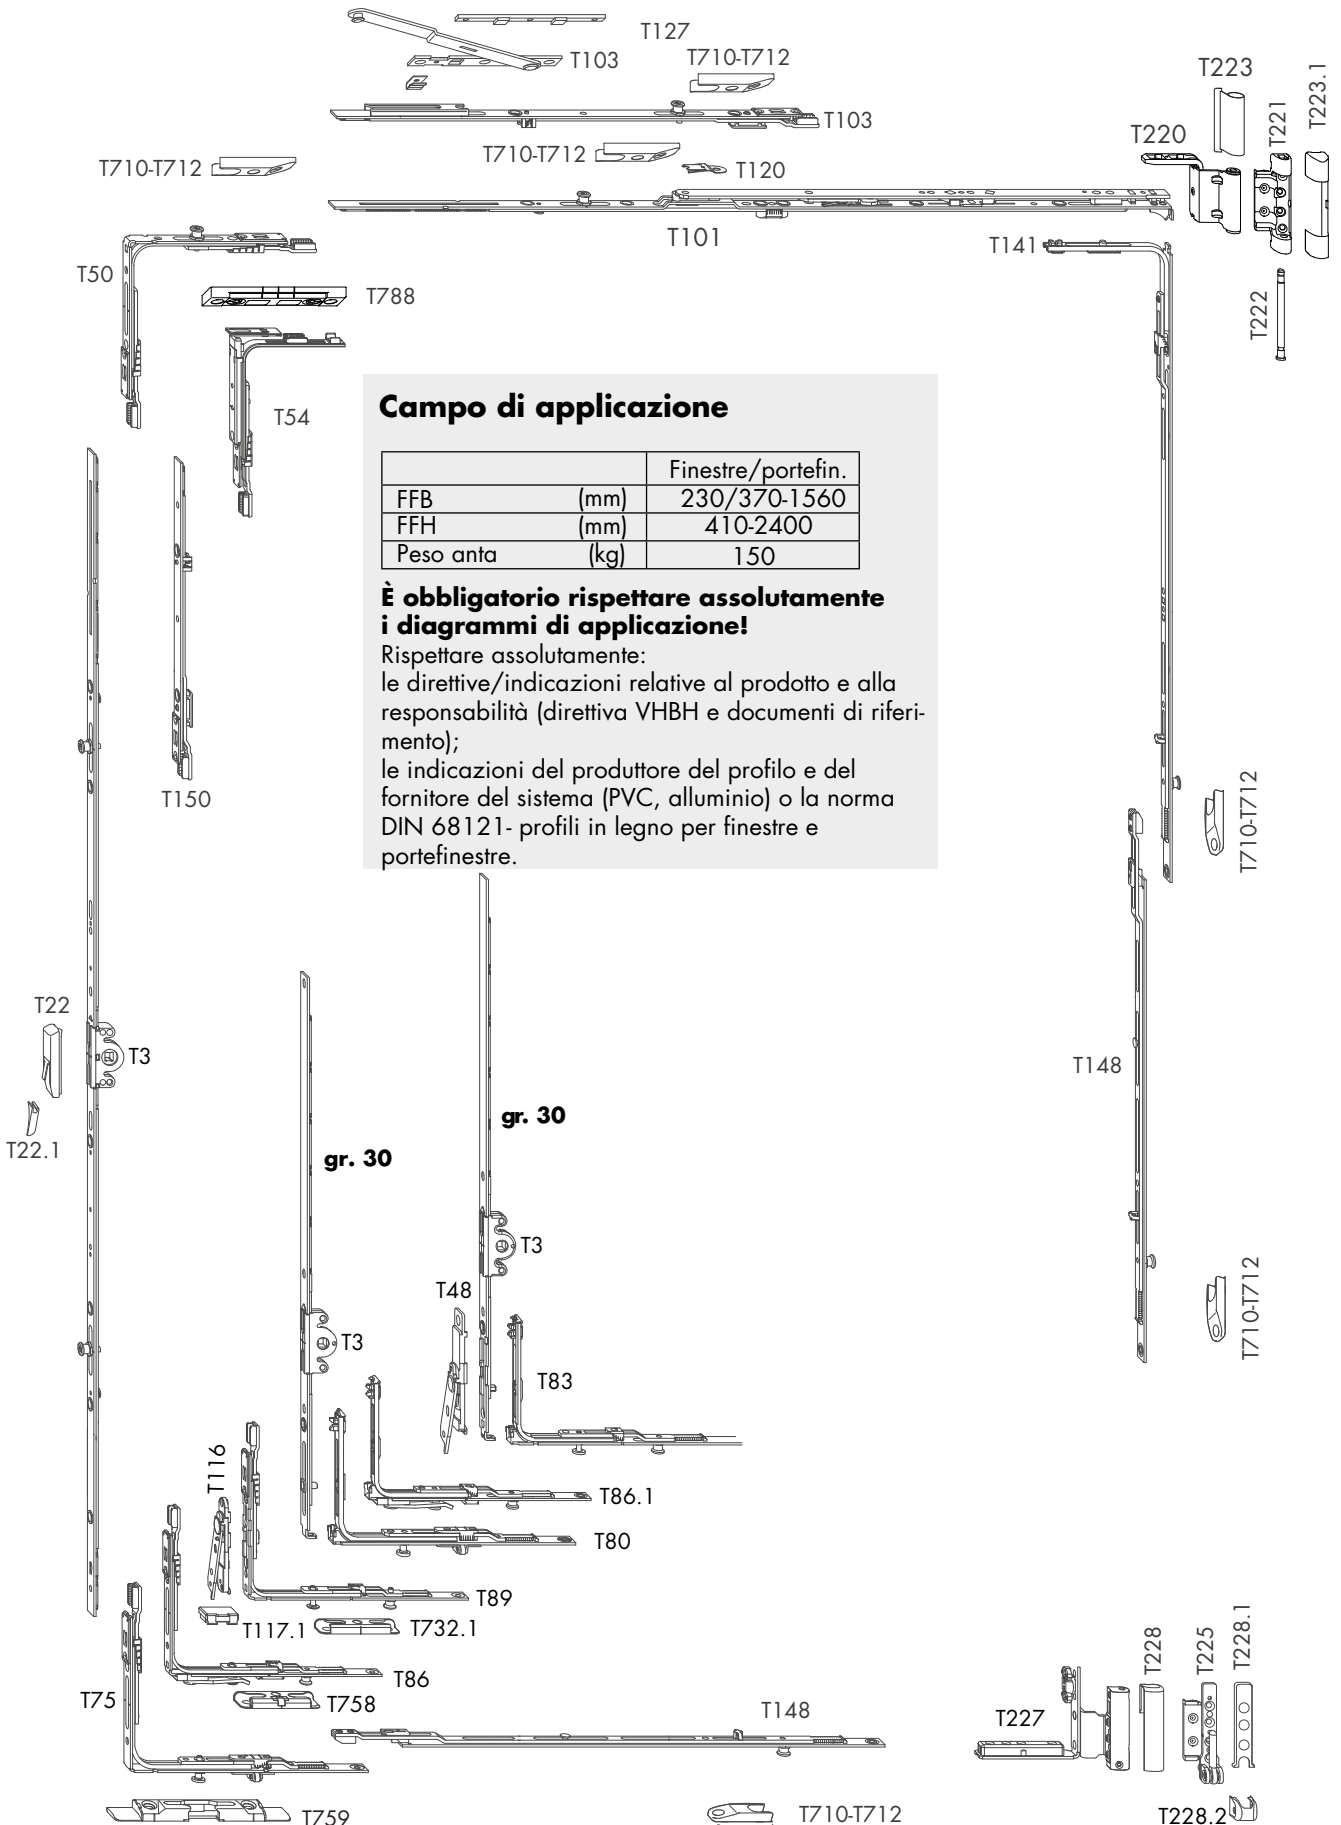 T127
T103
T710-T712
T103
T223
T223.1
T221
T220
T710-T712
T710-T712
T120
T101
T141
T50
T788
T222
T54
Campo di applicazione
Finestre/portefin.
FFB (mm) 230/370-1560
FFH (mm) 410-2400
Peso anta (kg) 150
È obbligatorio rispettare assolutamente
i diagrammi di applicazione!
Rispettare assolutamente:
le direttive/indicazioni relative al prodotto e alla
responsabilità (direttiva VHBH e documenti di riferi-
mento);
le indicazioni del produttore del profilo e del
fornitore del sistema (PVC, alluminio) o la norma
DIN 68121- profili in legno per finestre e
portefinestre.
T150
T710-T712
T22
T3
T148
T22.1
gr. 30
gr. 30
T3
T48
T710-T712
T3
T83
T116
T86.1
T80
T89
T117.1
T732.1
T86
T75
T758
T148
T227
T228
T225
T228.1
T759
T710-T712
T228.2